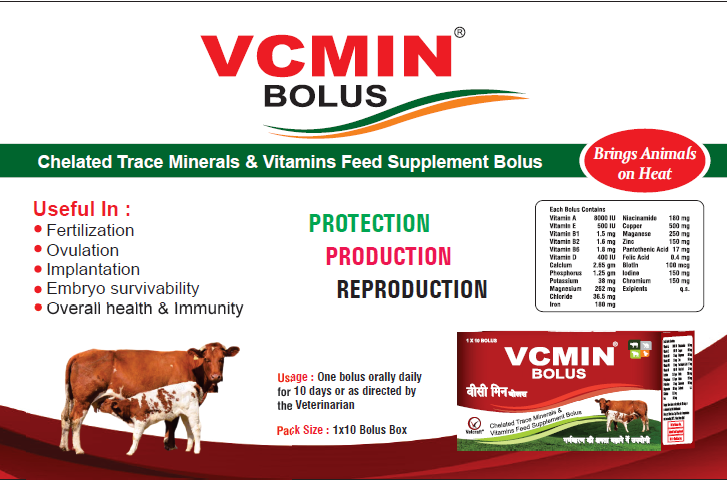 VCMIN®
BOLUS
Chelated Trace Minerals & Vitamins Feed Supplement Bolus
Brings Animals
on Heat
Useful In :
• Fertilization
• Ovulation
• Implantation
• Embryo survivability
• Overall health & Immunity
PROTECTION
PRODUCTION
REPRODUCTION
Each Bolus Contains
Vitamin A 8000 IU Niacinamide 180 mg
Vitamin E 500 IU Copper 500 mg
Vitamin B1 1.5 mg Maganese 250 mg
Vitamin B2 1.6 mg Zinc 150 mg
Vitamin B6 1.8 mg Pantothenic Acid 17 mg
Vitamin D 400 IU Folic Acid 0.4 mg
Calcium 2.65 gm Biotin 100 mcg
Phosphorus 1.25 gm Iodine 150 mg
Potassium 38 mg Chromium 150 mg
Magnesium 262 mg Exipients q.s.
Chloride 36.5 mg
Iron 180 mg
Usage : One bolus orally daily
for 10 days or as directed by
the Veterinarian
Pack Size : 1x10 Bolus Box
1 X 10 BOLUS
VCMIN®
BOLUS
वीसी मिन बोलस
Chelated Trace Minerals &
Vitamins Feed Supplement Bolus
गर्भधारण की क्षमता बढ़ाने में उपयोगी